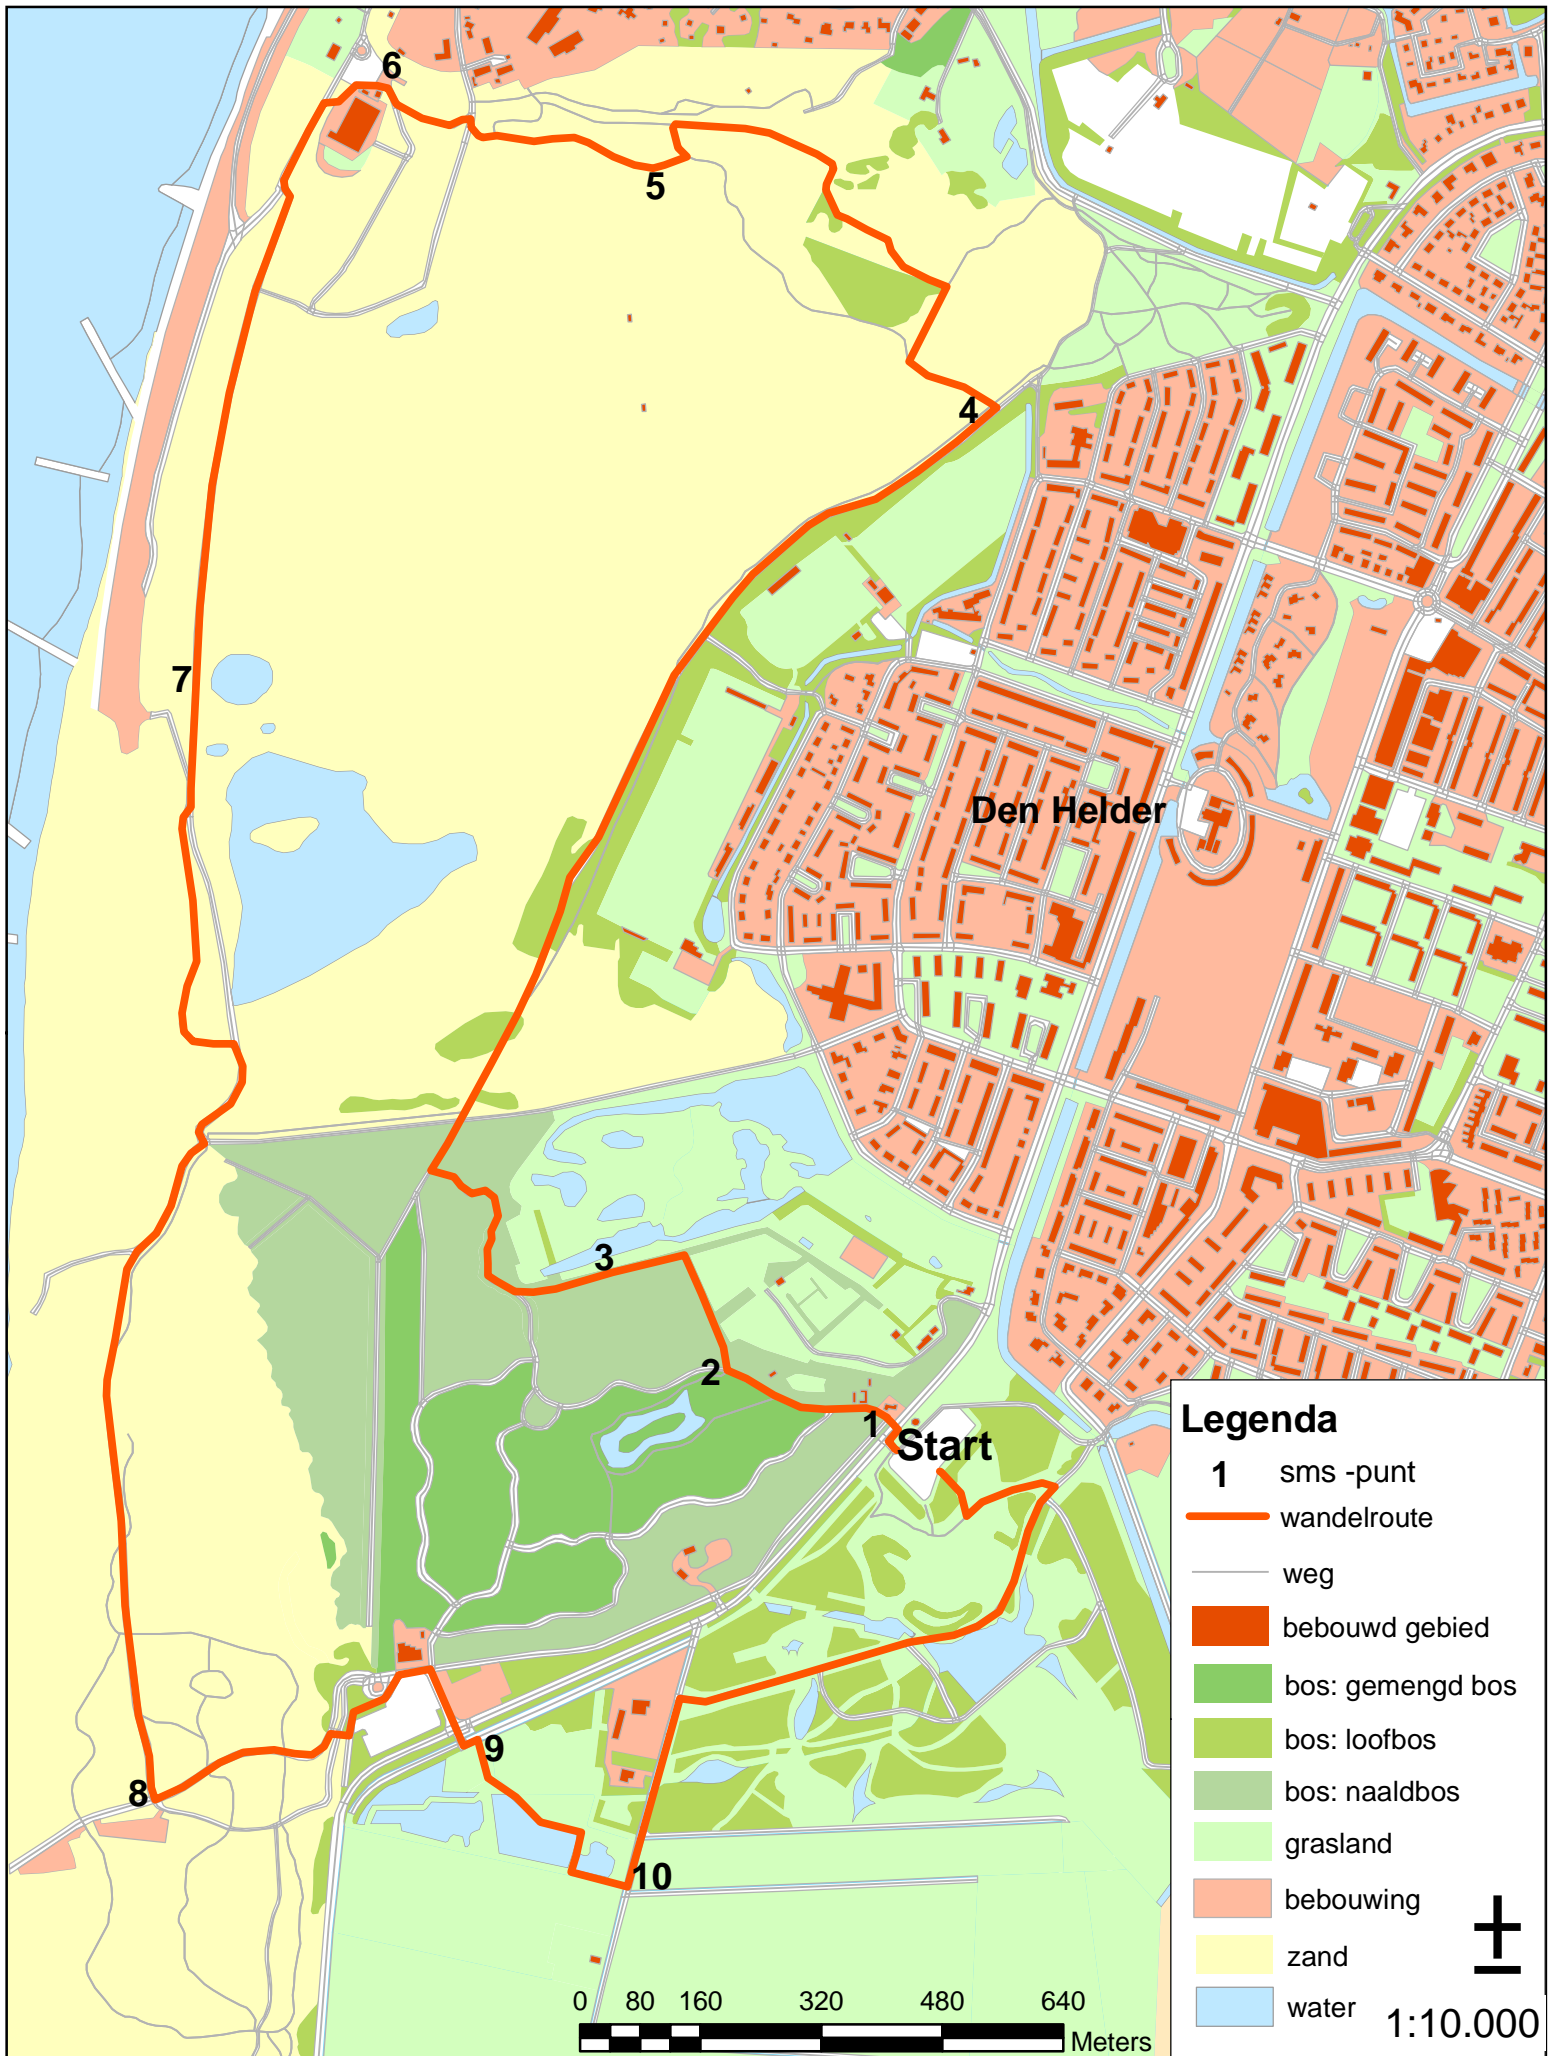 6
5
4
7
Den Helder
3
2
1
Start
8
9
10
Legenda
1 sms -punt
wandelroute
weg
bebouwd gebied
bos: gemengd bos
bos: loofbos
bos: naaldbos
grasland
bebouwing
zand
water
1:10.000
0 80 160 320 480 640
Meters